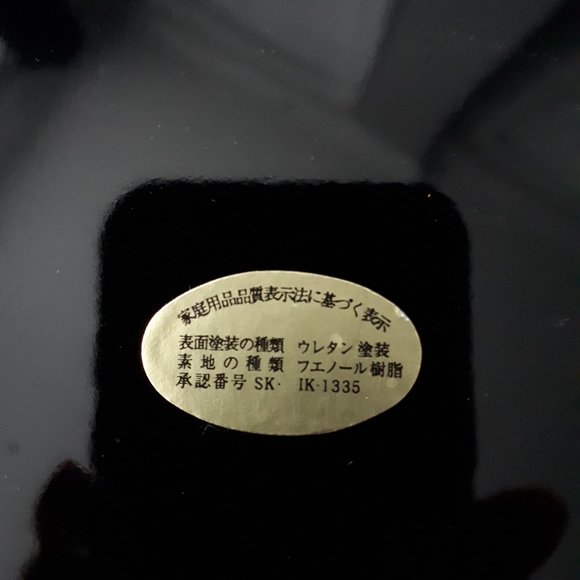 家庭用品品質表示法に基づく表示
表面塗装の種類 ウレタン塗装
素地の種類 フエノール樹脂
承認番号 SK· IK·1335